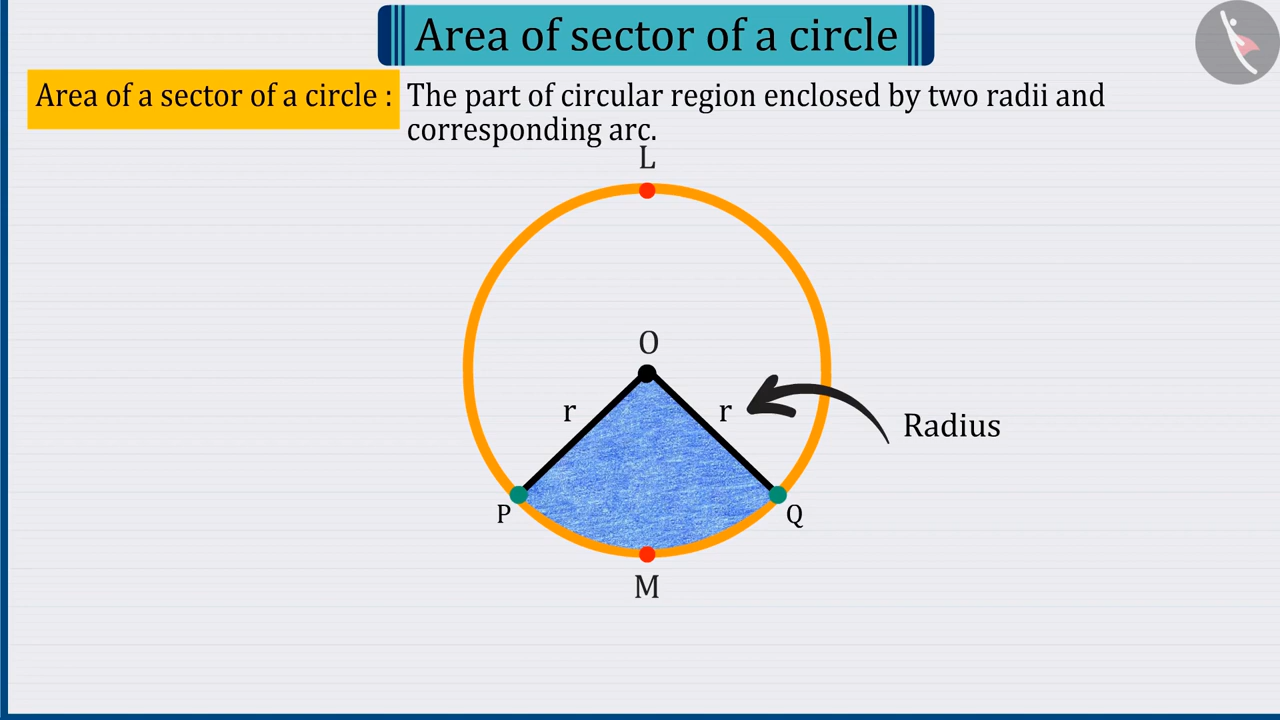 Area of sector of a circle
Area of a sector of a circle : The part of circular region enclosed by two radii and
corresponding arc.
L
O
r r
Radius
P Q
M